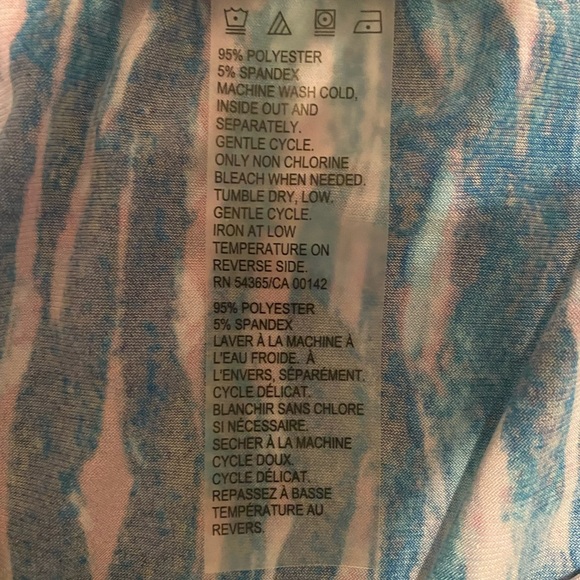 95% POLYESTER
5% SPANDEX
MACHINE WASH COLD,
INSIDE OUT AND
SEPARATELY.
GENTLE CYCLE.
ONLY NON CHLORINE
BLEACH WHEN NEEDED.
TUMBLE DRY, LOW.
GENTLE CYCLE.
IRON AT LOW
TEMPERATURE ON
REVERSE SIDE.
RN 54365/CA 00142
95% POLYESTER
5% SPANDEX
LAVER À LA MACHINE À
L'EAU FROIDE. À
L'ENVERS, SÉPARÉMENT.
CYCLE DÉLICAT.
BLANCHIR SANS CHLORE
SI NÉCESSAIRE.
SECHER À LA MACHINE
CYCLE DOUX.
CYCLE DÉLICAT.
REPASSEZ À BASSE
TEMPÉRATURE AU
REVERS.